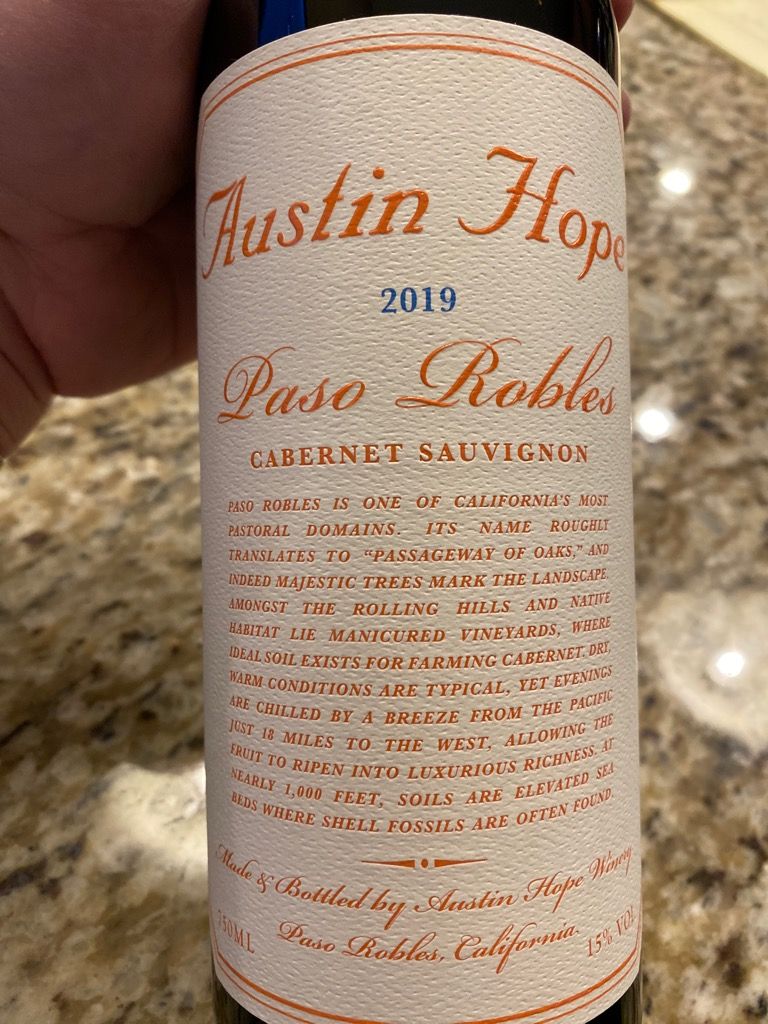 Austin Hope
2019
Paso Robles
CABERNET SAUVIGNON
PASO ROBLES IS ONE OF CALIFORNIA'S MOST
PASTORAL DOMAINS. ITS NAME ROUGHLY
TRANSLATES TO "PASSAGEWAY OF OAKS," AND
INDEED MAJESTIC TREES MARK THE LANDSCAPE.
AMONGST THE ROLLING HILLS AND NATIVE
HABITAT LIE MANICURED VINEYARDS, WHERE
IDEAL SOIL EXISTS FOR FARMING CABERNET. DRY,
WARM CONDITIONS ARE TYPICAL, YET EVENINGS
ARE CHILLED BY A BREEZE FROM THE PACIFIC
JUST 18 MILES TO THE WEST, ALLOWING THE
FRUIT TO RIPEN INTO LUXURIOUS RICHNESS. AT
NEARLY 1,000 FEET, SOILS ARE ELEVATED SEA
BEDS WHERE SHELL FOSSILS ARE OFTEN FOUND.
Made & Bottled by Austin Hope Winery
750ML Paso Robles, California. 15% VOL